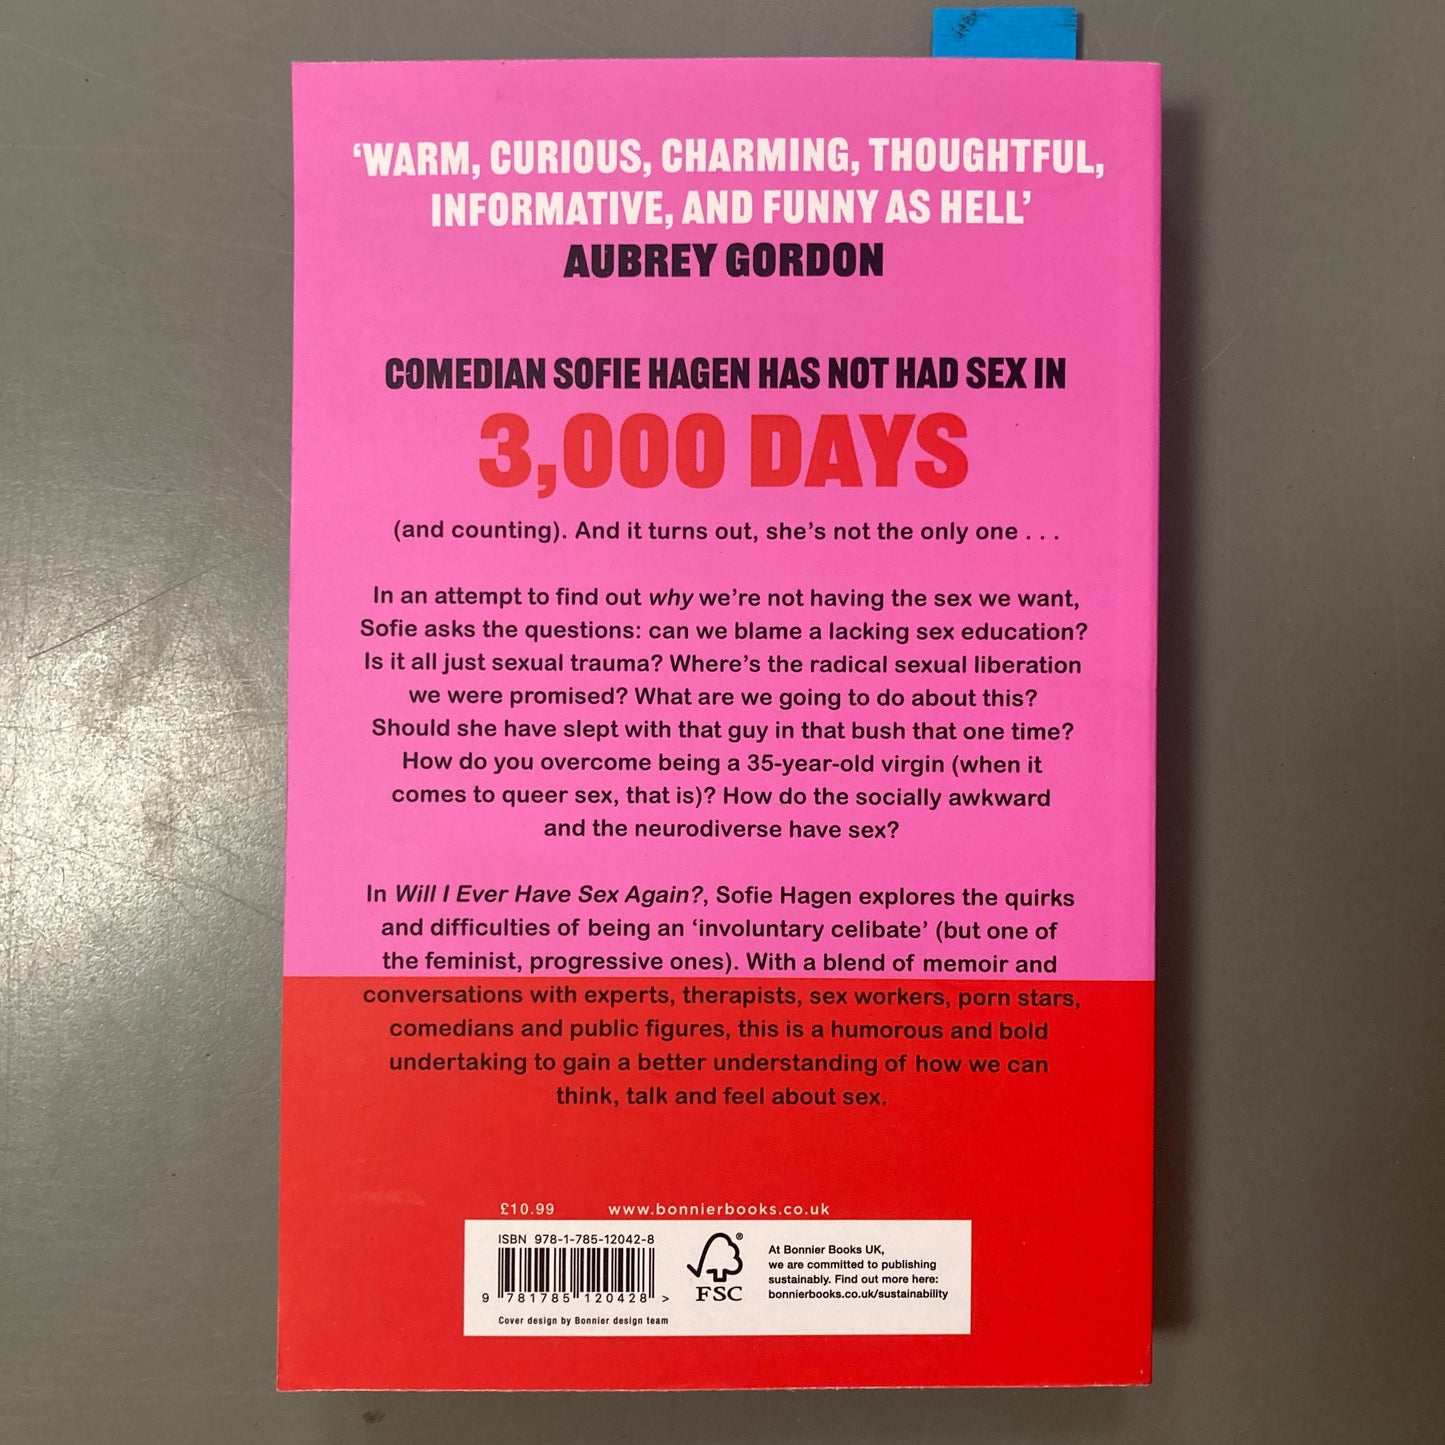 ‘WARM, CURIOUS, CHARMING, THOUGHTFUL,
INFORMATIVE, AND FUNNY AS HELL’
AUBREY GORDON
COMEDIAN SOFIE HAGEN HAS NOT HAD SEX IN
3,000 DAYS
(and counting). And it turns out, she’s not the only one . . .
In an attempt to find out why we’re not having the sex we want,
Sofie asks the questions: can we blame a lacking sex education?
Is it all just sexual trauma? Where’s the radical sexual liberation
we were promised? What are we going to do about this?
Should she have slept with that guy in that bush that one time?
How do you overcome being a 35-year-old virgin (when it
comes to queer sex, that is)? How do the socially awkward
and the neurodiverse have sex?
In Will I Ever Have Sex Again?, Sofie Hagen explores the quirks
and difficulties of being an ‘involuntary celibate’ (but one of
the feminist, progressive ones). With a blend of memoir and
conversations with experts, therapists, sex workers, porn stars,
comedians and public figures, this is a humorous and bold
undertaking to gain a better understanding of how we can
think, talk and feel about sex.
£10.99 www.bonnierbooks.co.uk
ISBN 978-1-785-12042-8
9 781785 120428 >
Cover design by Bonnier design team
®
FSC
At Bonnier Books UK,
we are committed to publishing
sustainably. Find out more here:
bonnierbooks.co.uk/sustainability